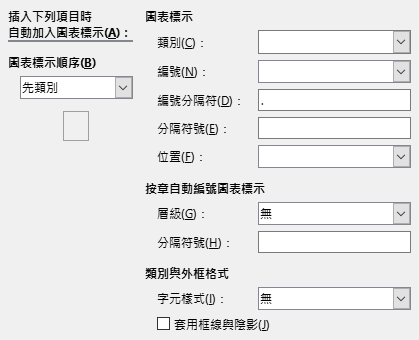 插入下列項目時
自動加入圖表標示(A)：
圖表標示順序(B)
先類別
圖表標示
類別(C)：
編號(N)：
編號分隔符(D)：
.
分隔符號(E)：
位置(F)：
按章自動編號圖表標示
層級(G)：
無
分隔符號(H)：
類別與外框格式
字元樣式(I)：
無
套用框線與陰影(J)